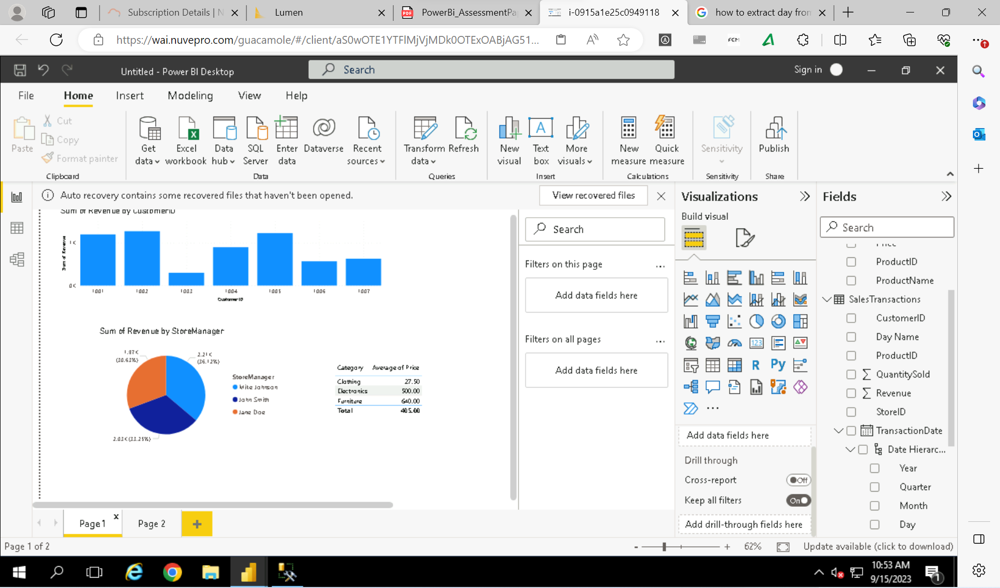 Subscription Details | N
Lumen
PowerBi_AssessmentPa
i-0915a1e25c0949118
how to extract day from
https://wai.nuvepro.com/guacamole/#/client/aS0wOTE1YTFlMjVjMDk0OTExOABjAG51...
Untitled - Power BI Desktop
Search
Sign in
File Home Insert Modeling View Help
Paste
Cut
Copy
Format painter
Clipboard
Get data
Excel workbook
Data hub
SQL Server
Enter data
Dataverse
Recent sources
Data
Transform data
Refresh
Queries
New visual
Text box
More visuals
Insert
New measure
Quick measure
Calculations
Sensitivity
Sensitivity
Publish
Share
Auto recovery contains some recovered files that haven't been opened.
View recovered files
Sum of Revenue by CustomerID
Sum of Revenue
1K
0K
1001 1002 1003 1004 1005 1006 1007
Customer ID
Sum of Revenue by StoreManager
1.87K
(30.63%)
2.21K
(36.12%)
2.03K (33.25%)
StoreManager
Mike Johnson
John Smith
Jane Doe
Category Average of Price
Clothing 27.50
Electronics 500.00
Furniture 640.00
Total 405.00
Search
Filters on this page
...
Add data fields here
Filters on all pages
...
Add data fields here
Visualizations
Build visual
123
R
Py
...
Add data fields here
Drill through
Cross-report
Off
Keep all filters
On
Add drill-through fields here
Fields
Search
Price
ProductID
ProductName
SalesTransactions
CustomerID
Day Name
ProductID
QuantitySold
Revenue
StoreID
TransactionDate
Date Hierarc...
Year
Quarter
Month
Day
Page1
x
Page 2
+
Page 1 of 2
- + 62%
Update available (click to download)
10:53 AM
9/15/2023
1